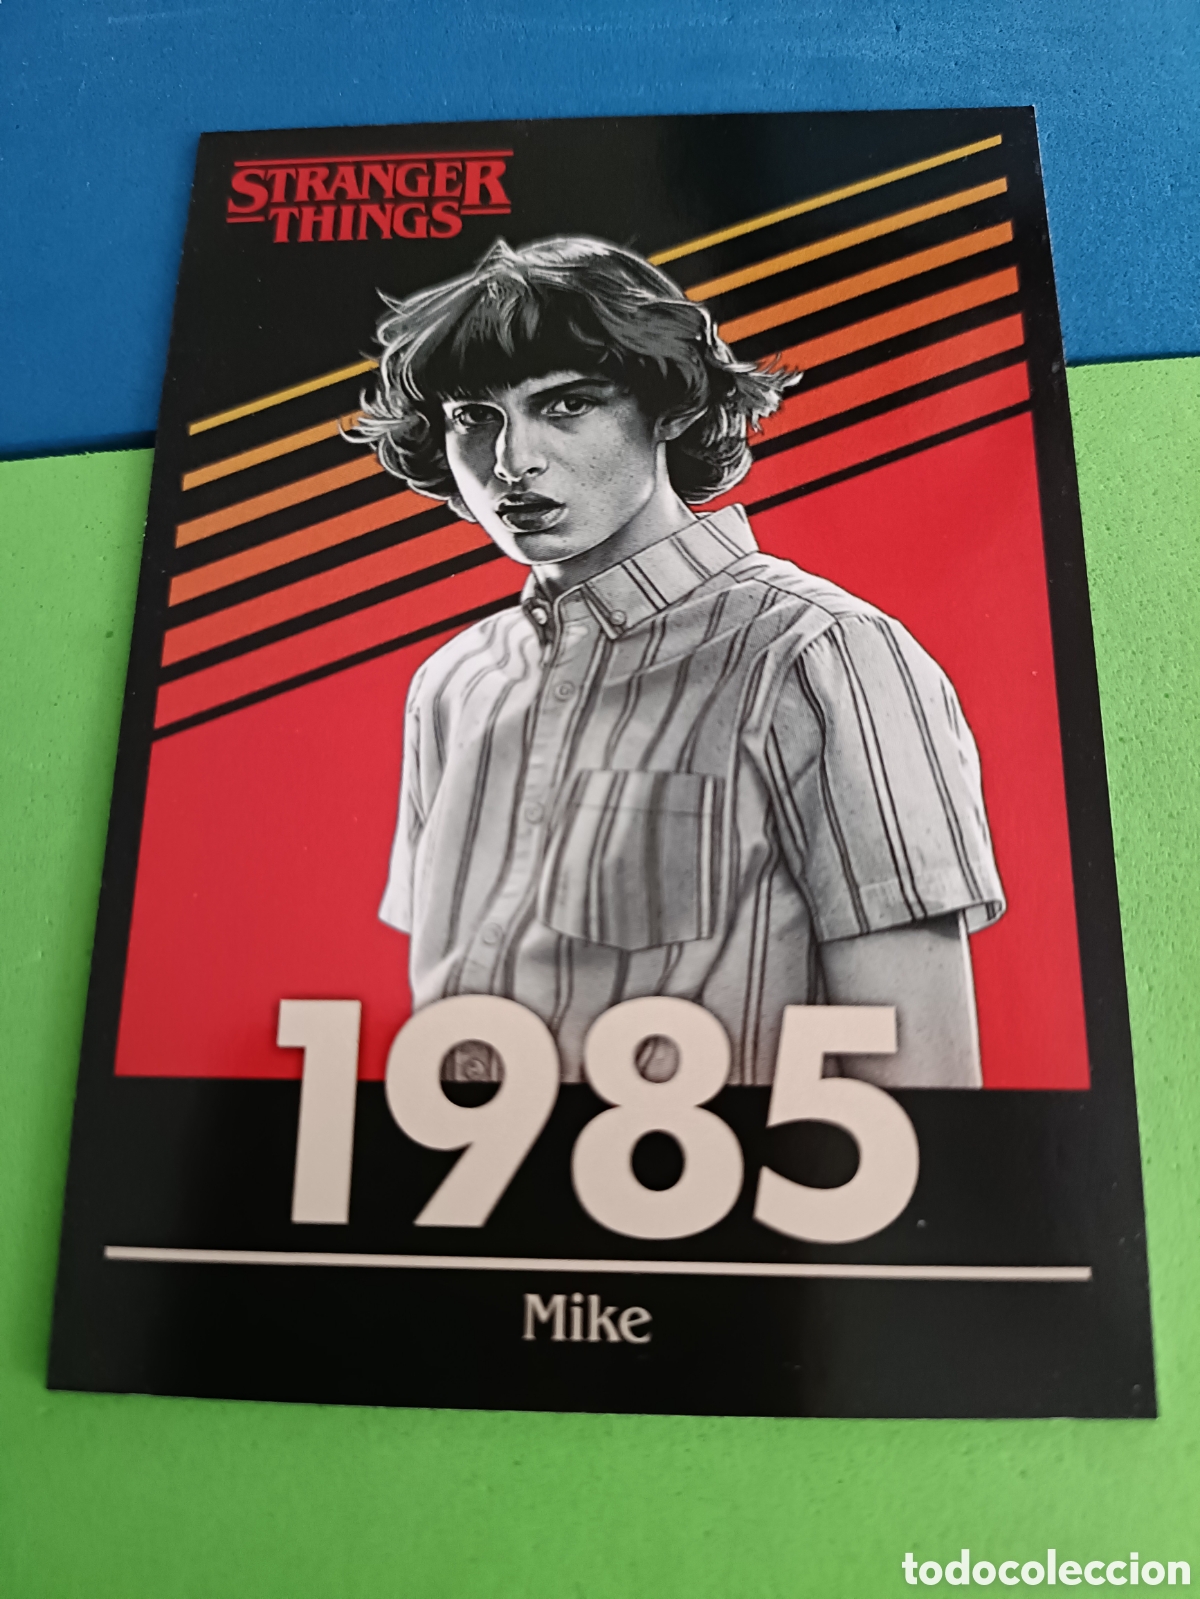 STRANGER
THINGS
1985
Mike
todocoleccion